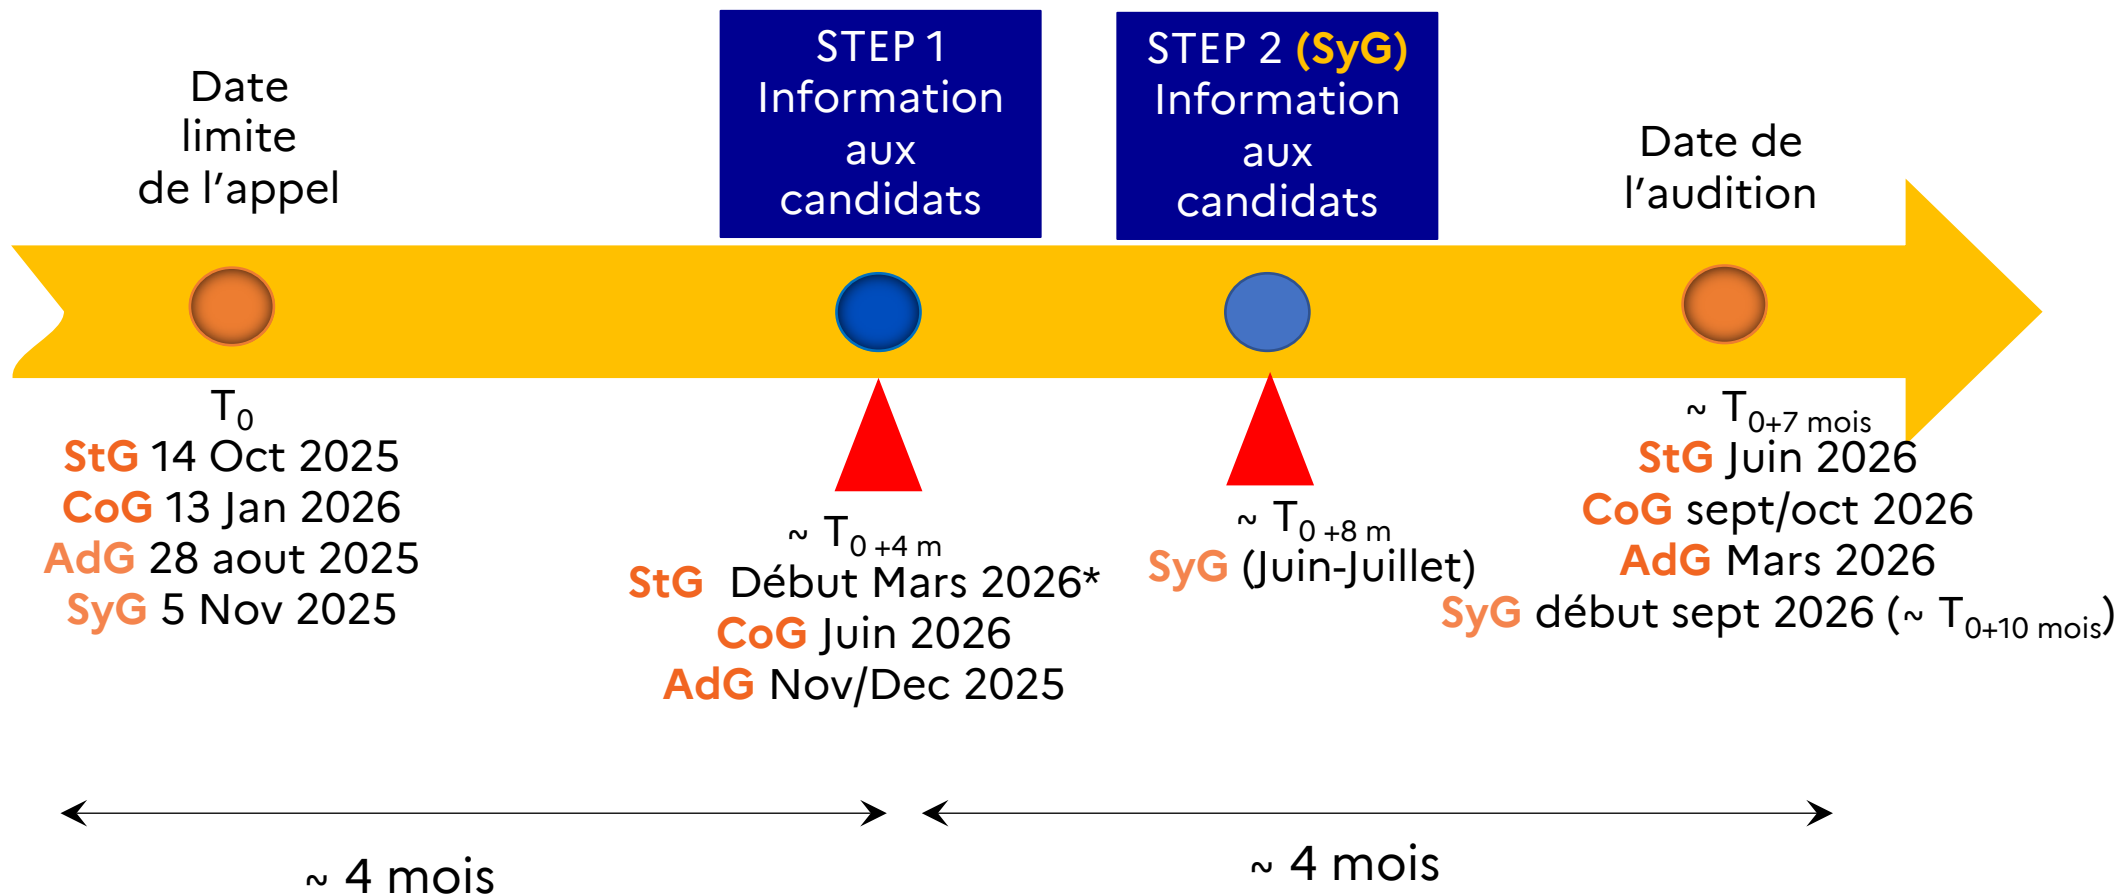 Date
limite
de l'appel
STEP 1
Information
aux
candidats
STEP 2 (SyG)
Information
aux
candidats
Date de
l'audition
T0
StG 14 Oct 2025
CoG 13 Jan 2026
AdG 28 aout 2025
SyG 5 Nov 2025
~ T0 +4 m
StG Début Mars 2026*
CoG Juin 2026
AdG Nov/Dec 2025
~ T0 +8 m
SyG (Juin-Juillet)
~ T0+7 mois
StG Juin 2026
CoG sept/oct 2026
AdG Mars 2026
SyG début sept 2026 (~ T0+10 mois)
~ 4 mois
~ 4 mois